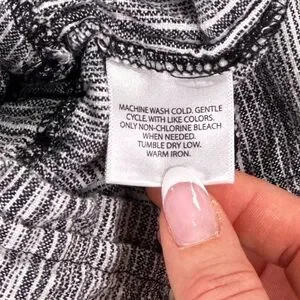 MACHINE WASH COLD. GENTLE
CYCLE. WITH LIKE COLORS.
ONLY NON-CHLORINE BLEACH
WHEN NEEDED.
TUMBLE DRY LOW.
WARM IRON.